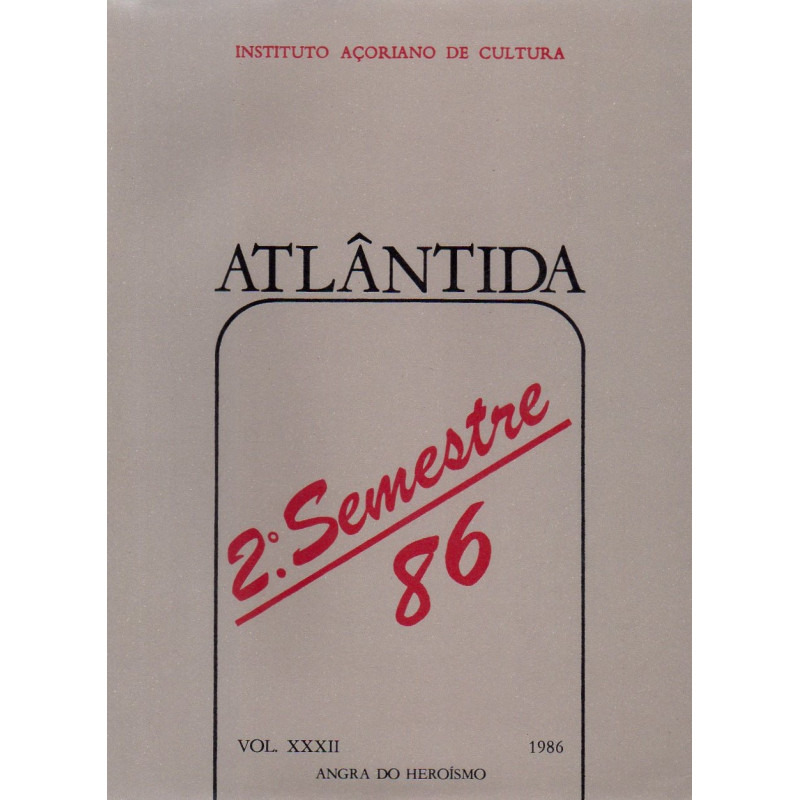 INSTITUTO AÇORIANO DE CULTURA
ATLÂNTIDA
2.º Semestre
86
VOL. XXXII 1986
ANGRA DO HEROÍSMO